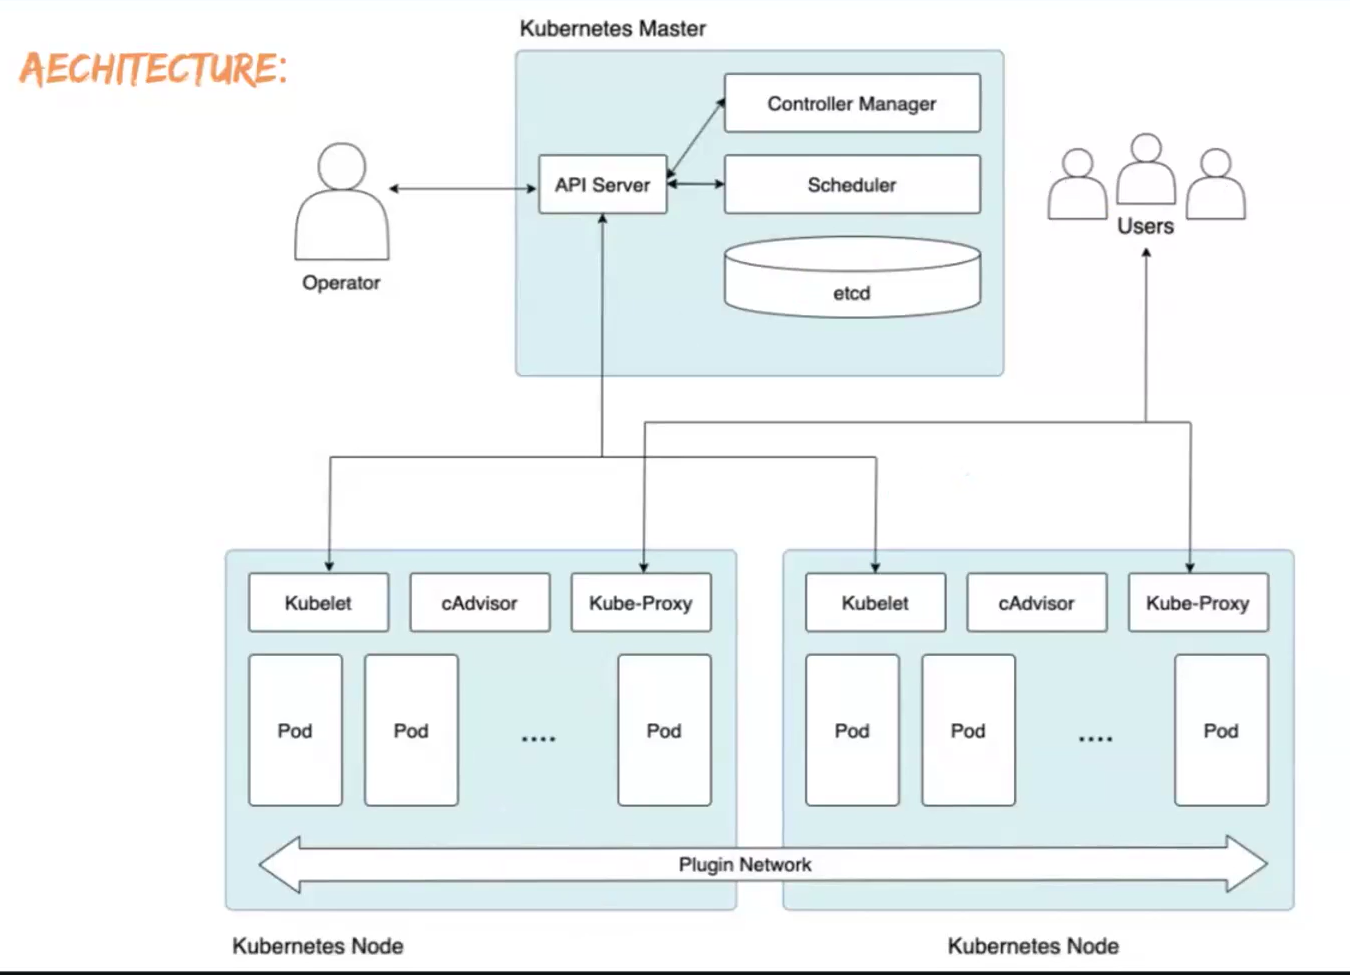 Kubernetes Master
AECHITECTURE:
Controller Manager
API Server
Scheduler
Users
Operator
etcd
Kubelet
cAdvisor
Kube-Proxy
Kubelet
cAdvisor
Kube-Proxy
Pod
Pod
....
Pod
Pod
Pod
....
Pod
Plugin Network
Kubernetes Node
Kubernetes Node